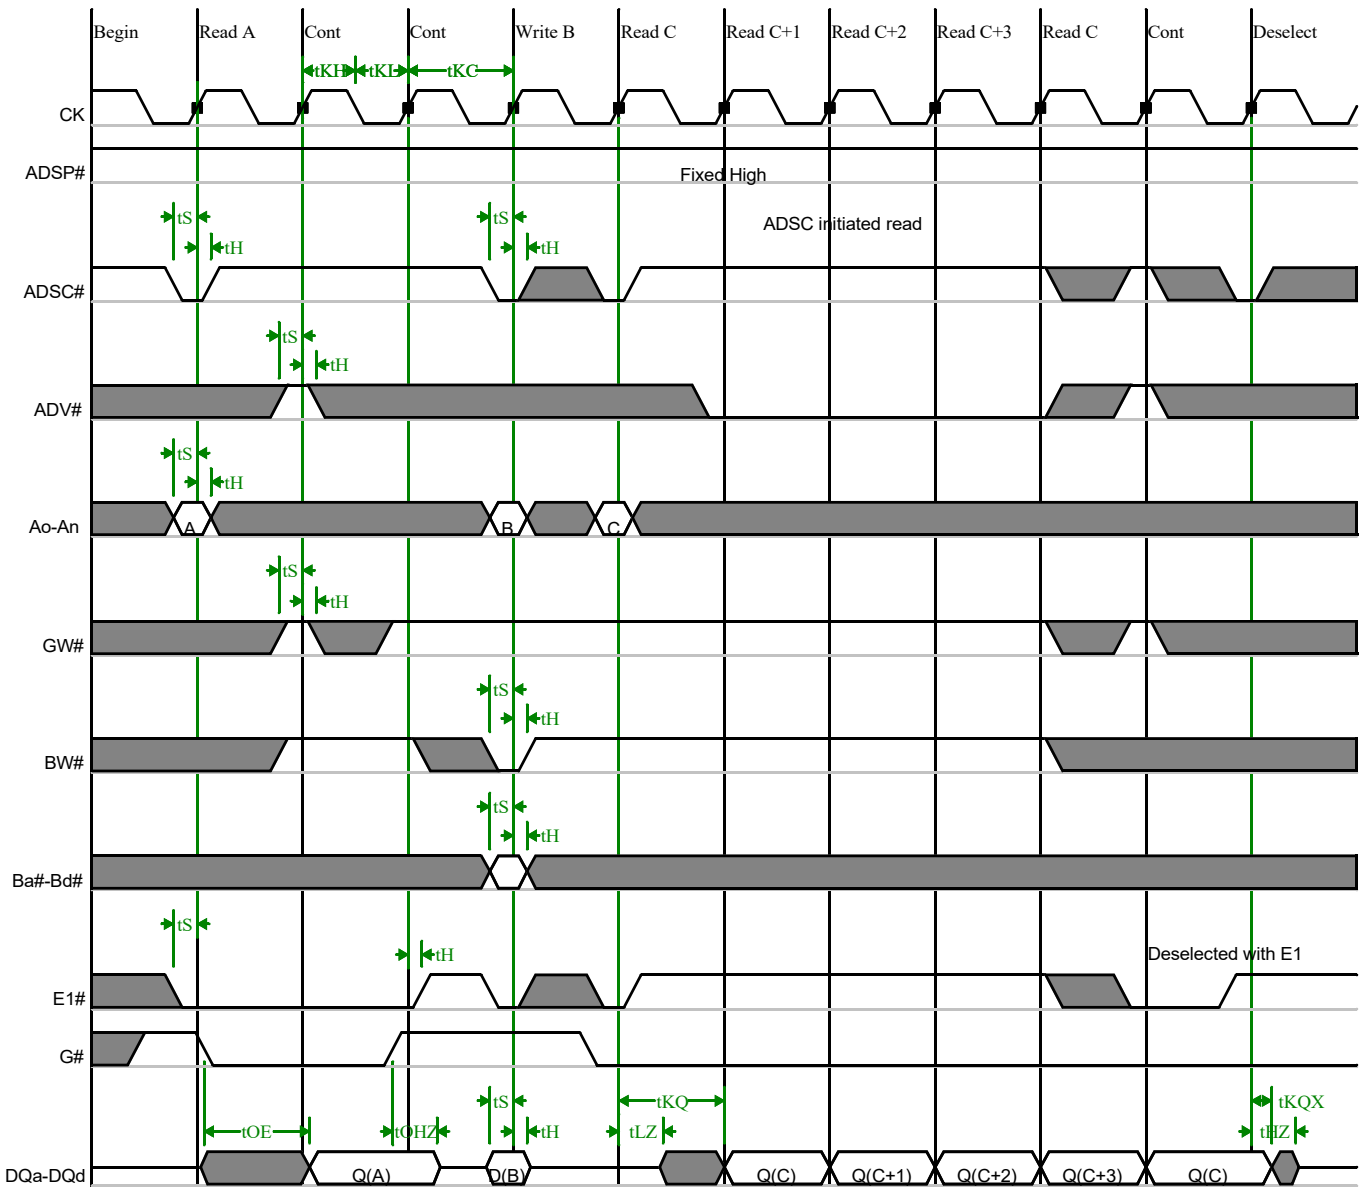 Begin Read A Cont Cont Write B Read C Read C+1 Read C+2 Read C+3 Read C Cont Deselect
tKH tKL tKC
CK
ADSP# Fixed High
tS tS ADSC initiated read
tH tH
ADSC#
tS
tH
ADV#
tS
tH
Ao-An A B C
tS
tH
GW#
tS
tH
BW#
tS
tH
Ba#-Bd#
tS
tH Deselected with E1
E1#
G#
tS tKQ tKQX
tOE tOHZ tH tLZ tHZ
DQa-DQd Q(A) D(B) Q(C) Q(C+1) Q(C+2) Q(C+3) Q(C)